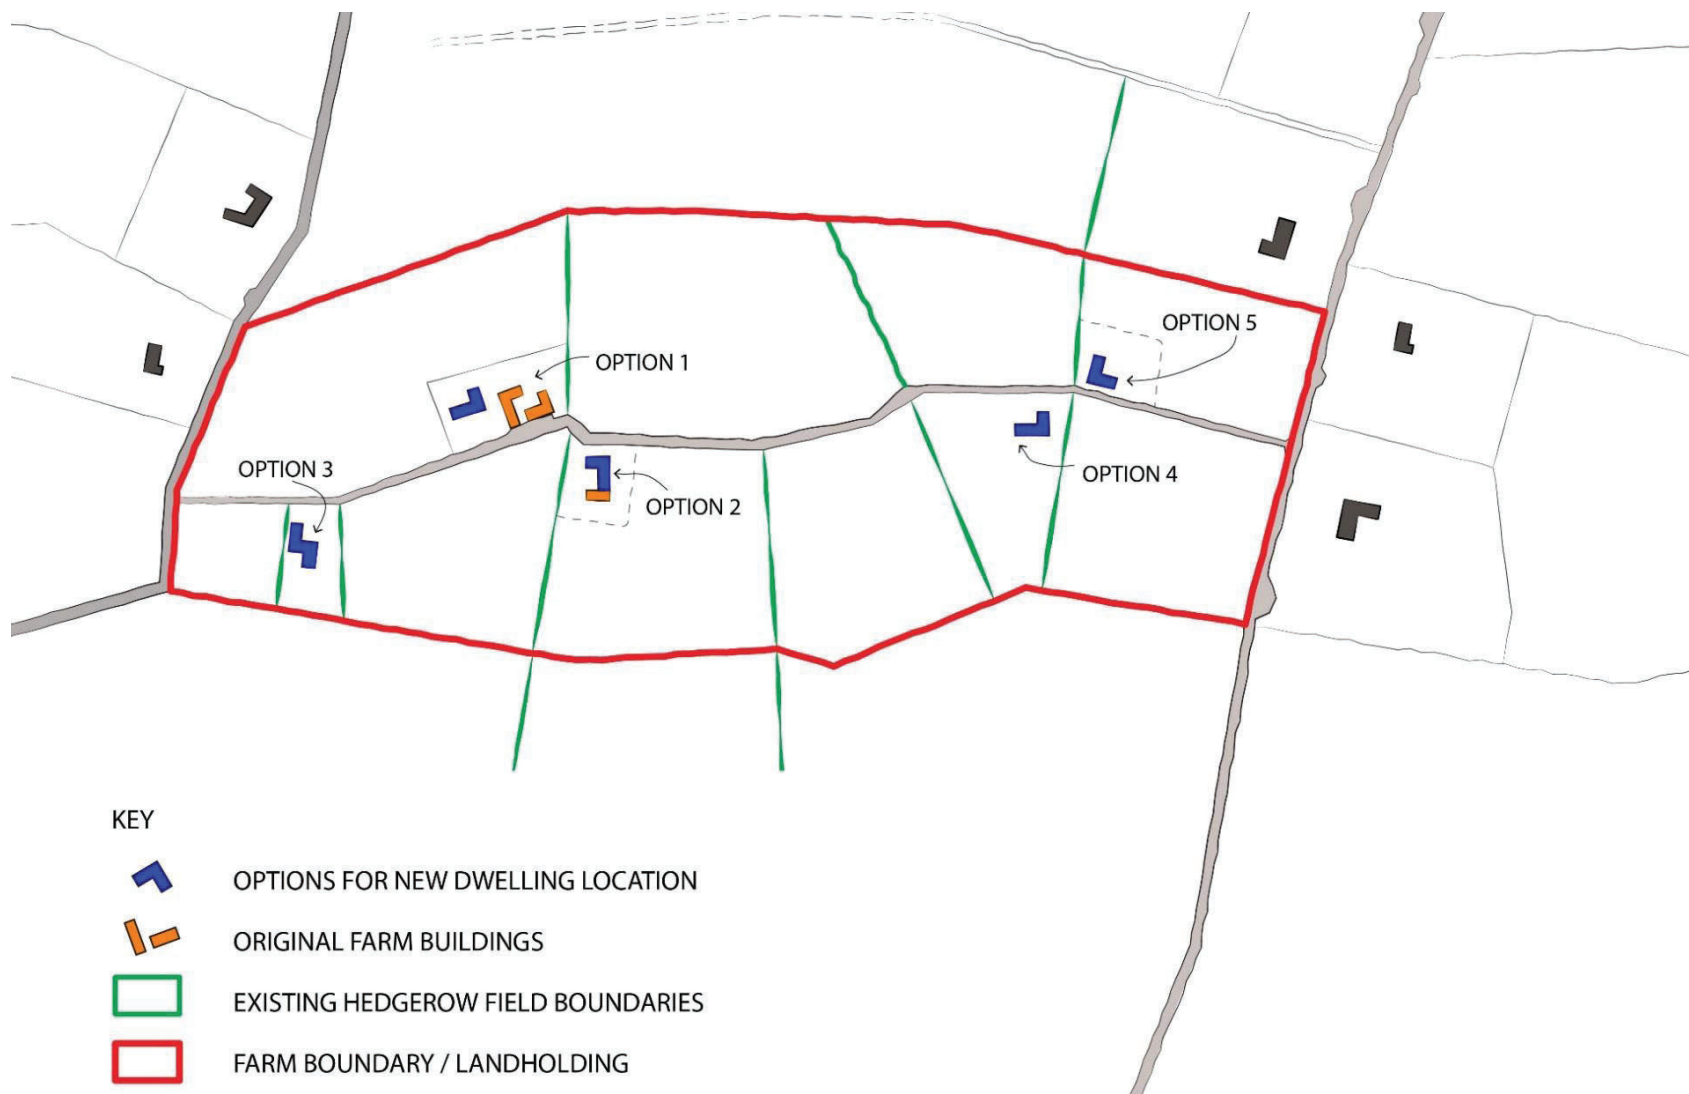 OPTION 5
OPTION 1
OPTION 3
OPTION 4
OPTION 2
KEY
OPTIONS FOR NEW DWELLING LOCATION
ORIGINAL FARM BUILDINGS
EXISTING HEDGEROW FIELD BOUNDARIES
FARM BOUNDARY / LANDHOLDING